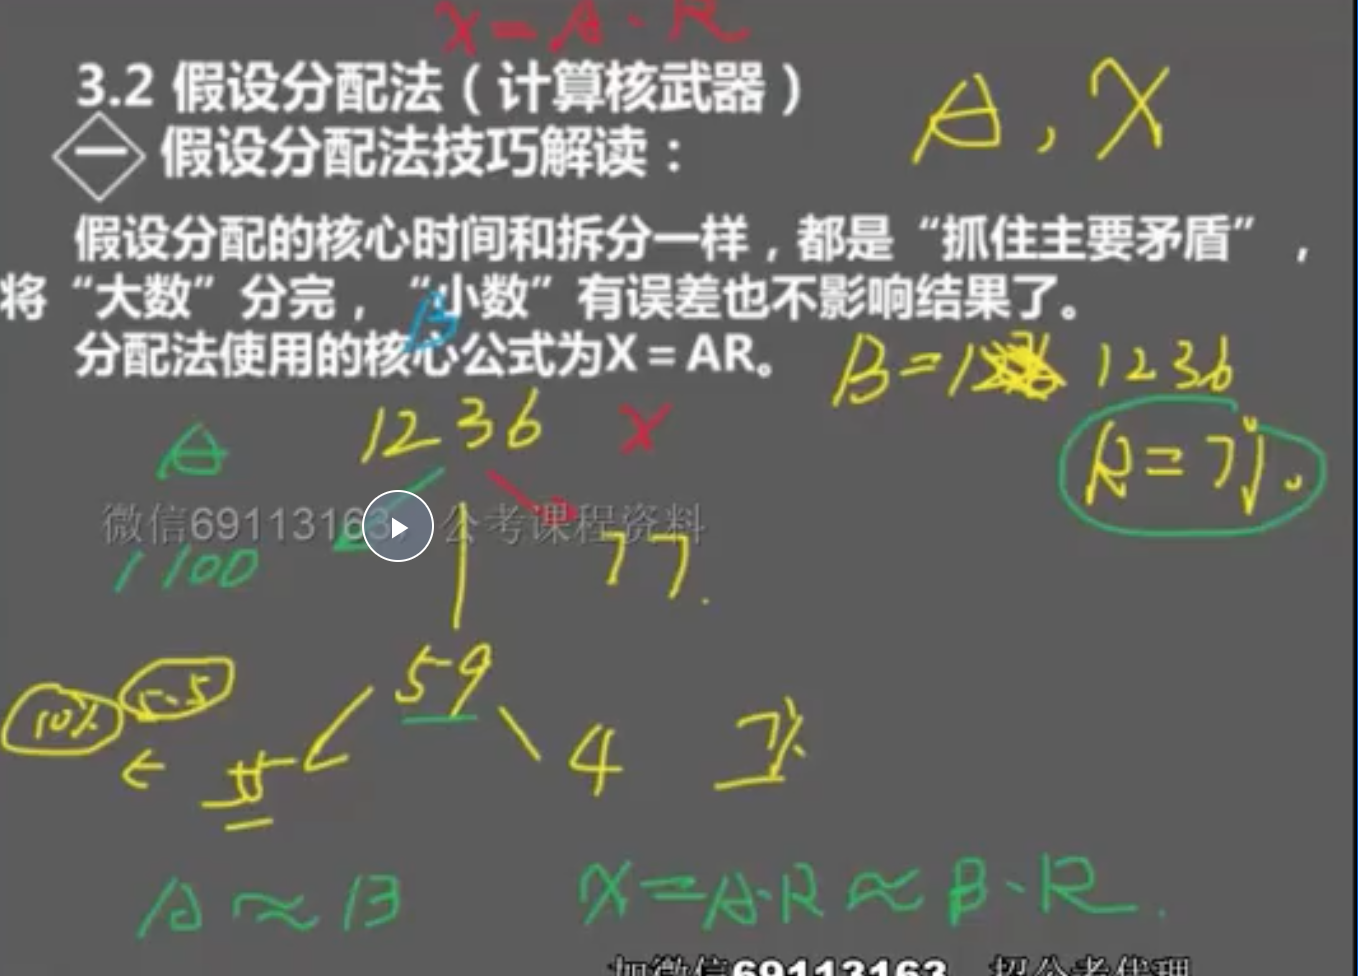 X=A·R
3.2 假设分配法（计算核武器）
A，X
一 假设分配法技巧解读：
假设分配的核心时间和拆分一样，都是“抓住主要矛盾”，
将“大数”分完，“小数”有误差也不影响结果了。
B
分配法使用的核心公式为X＝AR。
B=1 1236
A 1236 X
R=7%
微信69113163，公考课程资料
1100 77.
59
10% 5.5
55 4 7%
A≈B X=A·R≈B·R.
加微信69113163，招公考代理